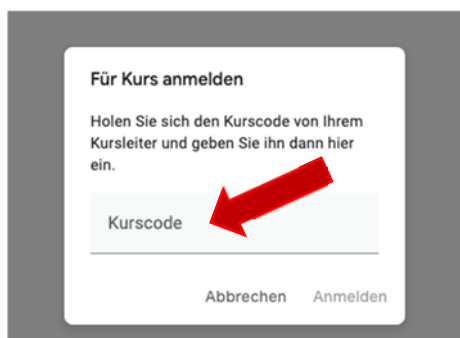 Für Kurs anmelden
Holen Sie sich den Kurscode von Ihrem
Kursleiter und geben Sie ihn dann hier
ein.
Kurscode
Abbrechen Anmelden